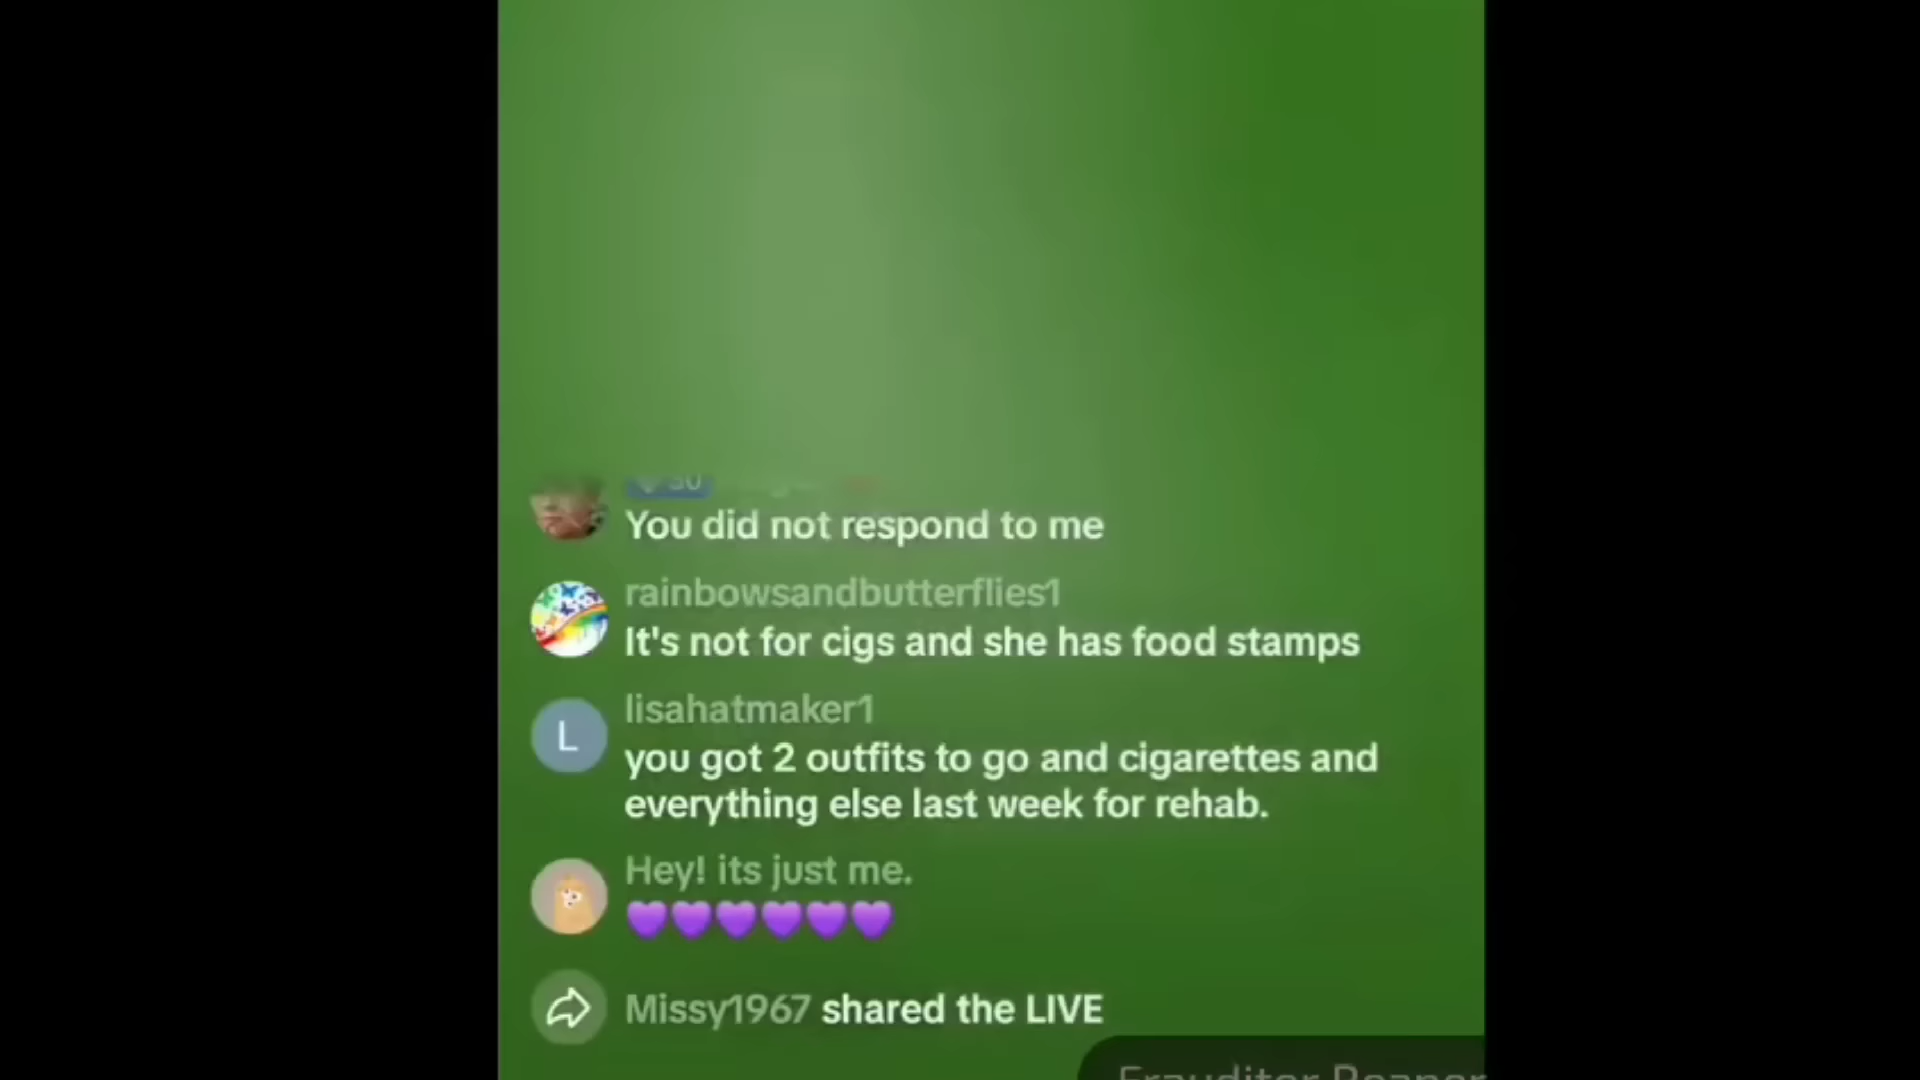 You did not respond to me
rainbowsandbutterflies1
It's not for cigs and she has food stamps
L
lisahatmaker1
you got 2 outfits to go and cigarettes and
everything else last week for rehab.
Hey! its just me.
💜💜💜💜💜💜
Missy1967 shared the LIVE
Frauditor